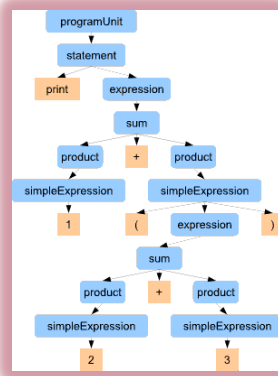 programUnit
statement
print expression
sum
product + product
simpleExpression simpleExpression
1 ( expression )
sum
product + product
simpleExpression simpleExpression
2 3